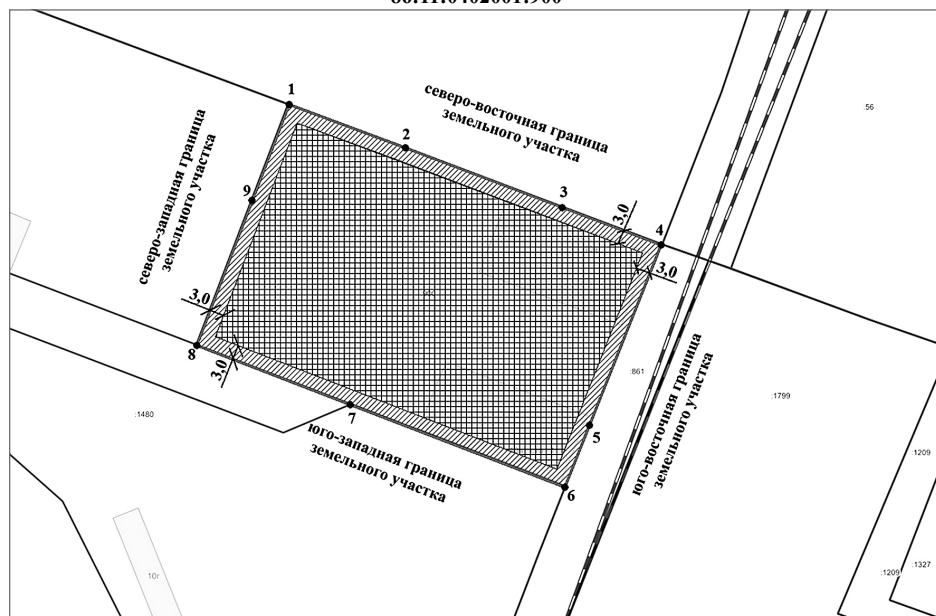 1
северо-восточная граница
земельного участка
:56
2
северо-западная граница
земельного участка
9
3
3,0
4
3,0
3,0
8
3,0
:861
юго-восточная граница
земельного участка
:1799
:1480
7
5
юго-западная граница
земельного участка
:1209
6
10г
:1209
:1327